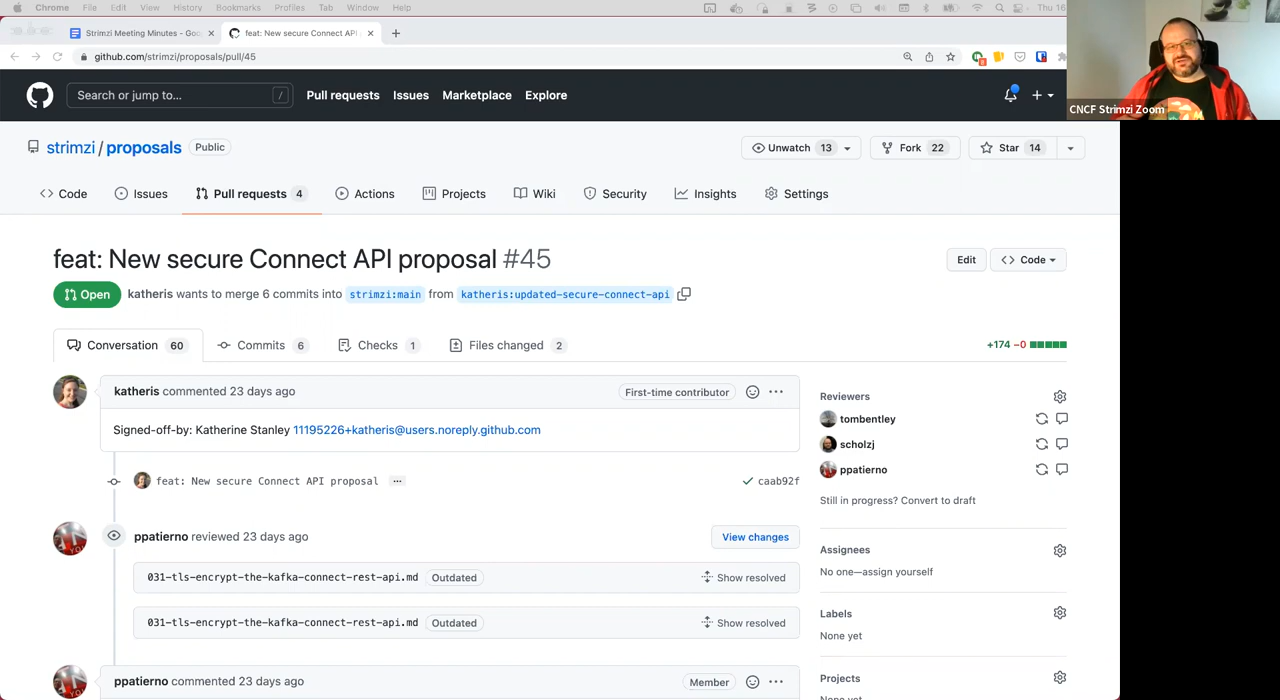 Chrome File Edit View History Bookmarks Profiles Tab Window Help Thu 16
Strimzi Meeting Minutes - Goo
feat: New secure Connect API
github.com/strimzi/proposals/pull/45
Search or jump to... / Pull requests Issues Marketplace Explore
CNCF Strimzi Zoom
strimzi / proposals Public Unwatch 13 Fork 22 Star 14
Code Issues Pull requests 4 Actions Projects Wiki Security Insights Settings
feat: New secure Connect API proposal #45 Edit Code
Open katheris wants to merge 6 commits into strimzi:main from katheris:updated-secure-connect-api
Conversation 60 Commits 6 Checks 1 Files changed 2 +174 −0
katheris commented 23 days ago First-time contributor
Signed-off-by: Katherine Stanley 11195226+katheris@users.noreply.github.com
feat: New secure Connect API proposal caab92f
ppatierno reviewed 23 days ago View changes
031-tls-encrypt-the-kafka-connect-rest-api.md Outdated Show resolved
031-tls-encrypt-the-kafka-connect-rest-api.md Outdated Show resolved
ppatierno commented 23 days ago Member
Reviewers
tombentley
scholzj
ppatierno
Still in progress? Convert to draft
Assignees
No one—assign yourself
Labels
None yet
Projects
None yet